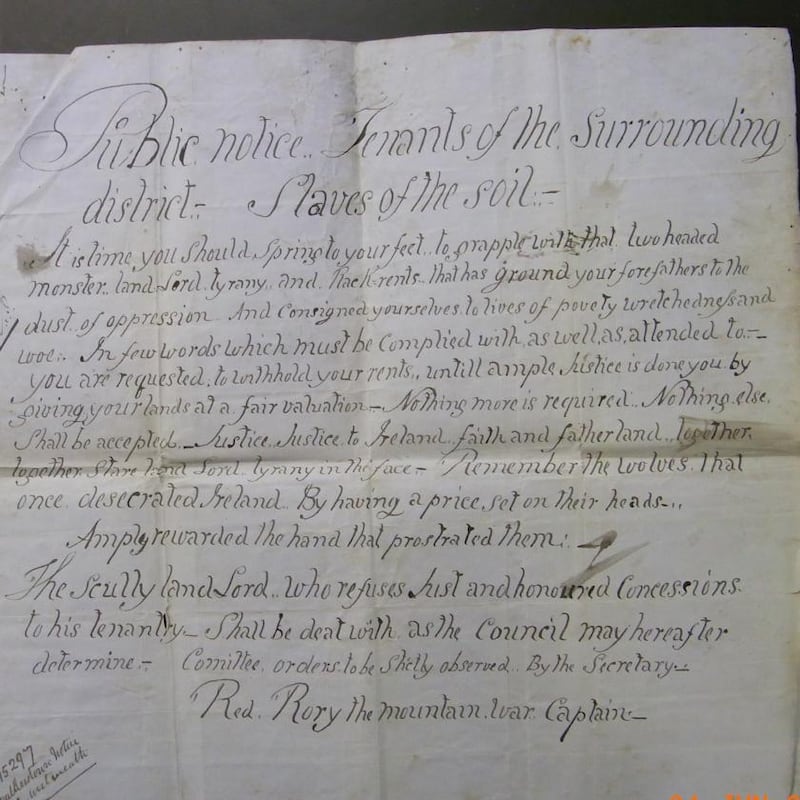 Public notice.. Tenants of the Surrounding
district:- Slaves of the soil:-
It is time you should spring to your feet.. to grapple with that two headed
monster.. land Lord. tyrany, and Rack-rents. that has ground your forefathers to the
dust. of oppression And Consigned yourselves. to lives of povety wretchedness and
woe:. In few words which must be Complied with, as well, as, attended to.-
you are requested. to withhold your rents,. untill ample Justice is done you. by
giving, your lands at a. fair valuation- Nothing more is required.. Nothing. else.
Shall be accepted.- Justice, Justice. to Ireland. faith and father land.. together.
together. Stare Land Lord. tyrany in the face.- Remember the wolves. that
once. desecrated Ireland. By having a price, set on their heads-..
Amply rewarded the hand that prostrated them:.
The Scully land Lord.. Who refuses Just and honoured Concessions.
to his tenantry- Shall be dealt with. as the Council may hereafter
determine.- Comittee. orders. to be Strictly observed. By the Secretary-
Red. Rory the mountain. War. Captain-
15297
notice
Westmeath